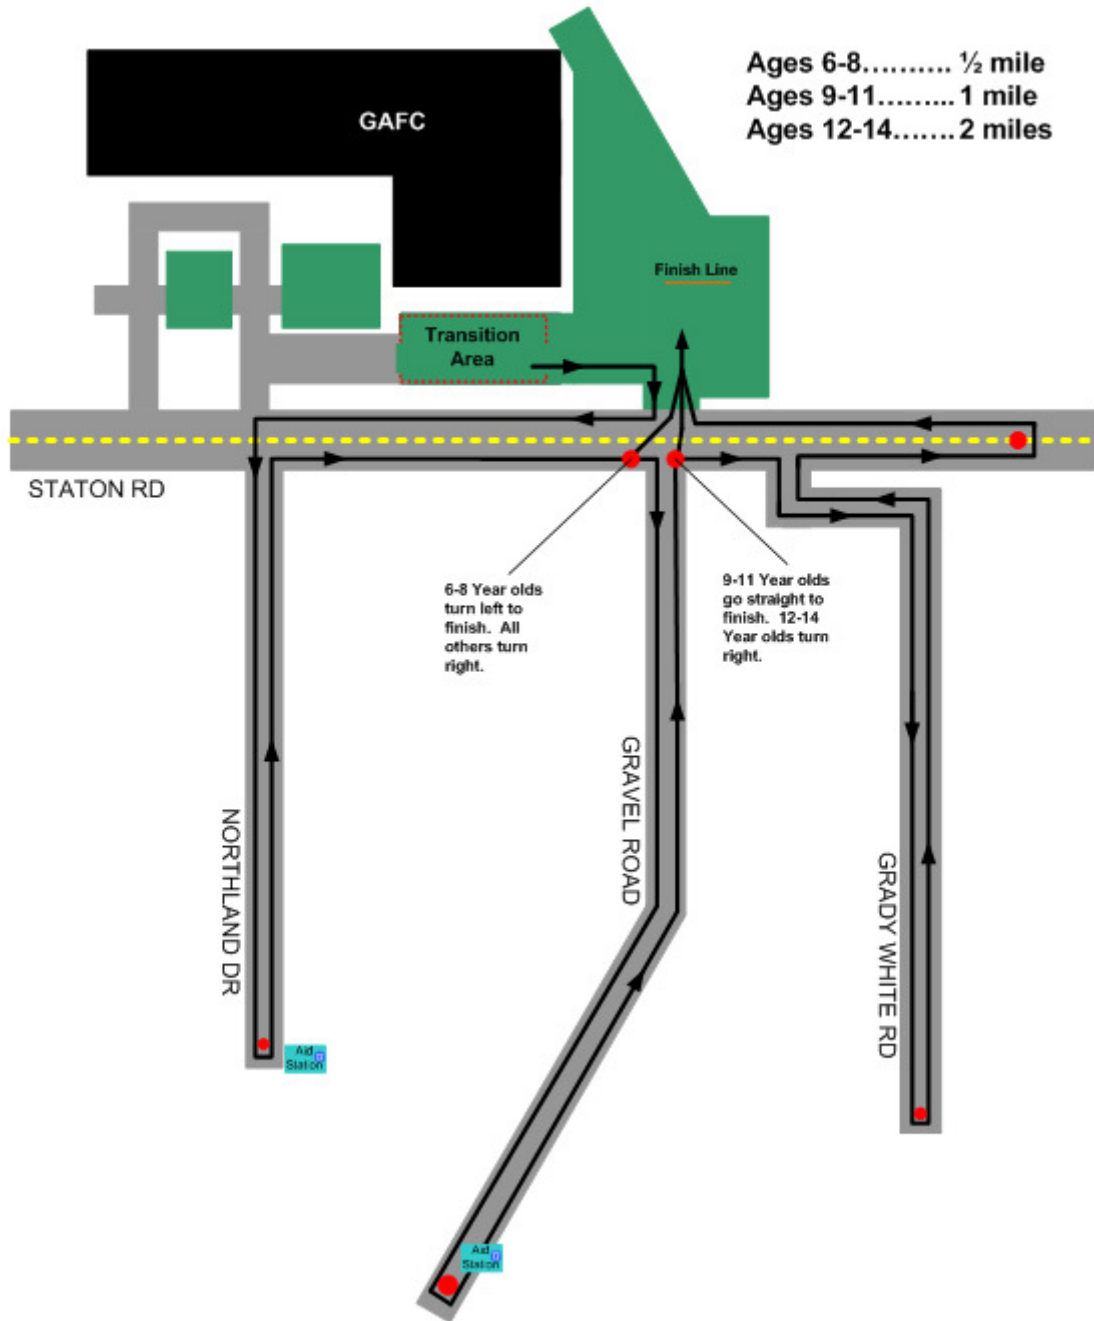 Ages 6-8.......... ½ mile
Ages 9-11......... 1 mile
Ages 12-14....... 2 miles
GAFC
Finish Line
Transition
Area
STATON RD
6-8 Year olds
turn left to
finish. All
others turn
right.
9-11 Year olds
go straight to
finish. 12-14
Year olds turn
right.
NORTHLAND DR
GRAVEL ROAD
GRADY WHITE RD
Aid
Station
Aid
Station